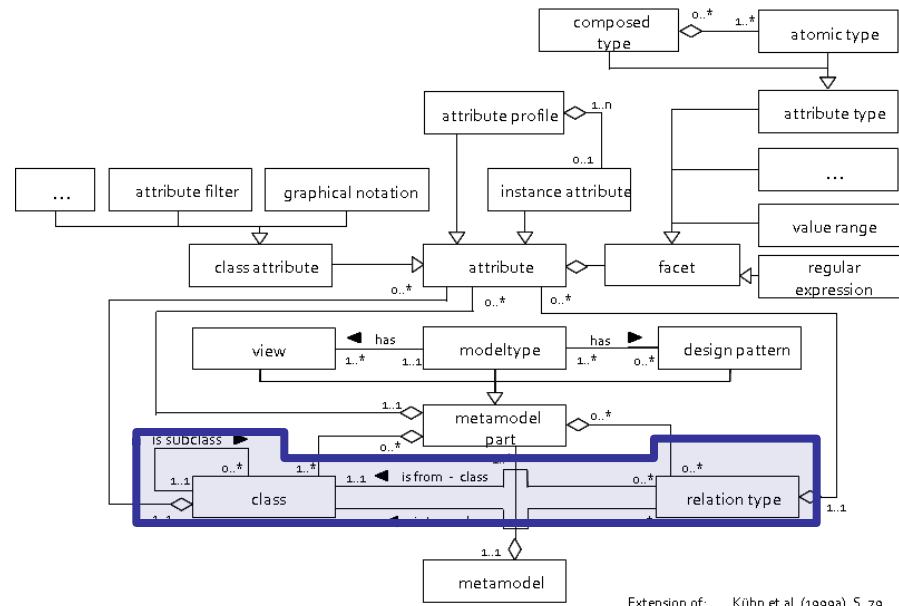 composed
type
0..*
1..*
atomic type
attribute profile
1..n
attribute type
0..1
...
attribute filter
graphical notation
instance attribute
...
value range
class attribute
attribute
facet
regular
expression
0..*
0..*
0..*
view
has
modeltype
has
design pattern
1..*
1..1
1..*
0..*
1..1
metamodel
part
0..*
is subclass
0..*
0..*
1..*
1..1
is from - class
0..*
0..*
1..1
class
relation type
1..1
1..1
metamodel
Extension of: Kühn et al. (1999a), S. 79